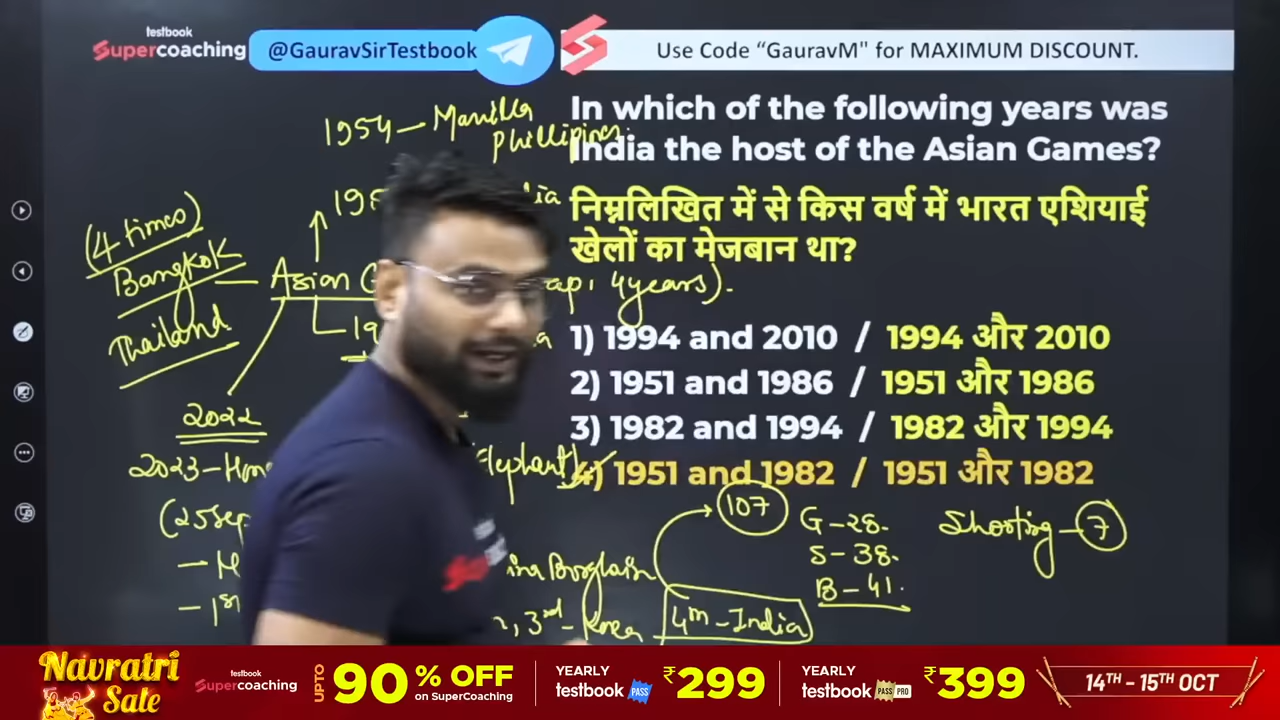 testbook
Supercoaching
@GauravSirTestbook
Use Code “GauravM" for MAXIMUM DISCOUNT.
In which of the following years was
India the host of the Asian Games?
निम्नलिखित में से किस वर्ष में भारत एशियाई
खेलों का मेजबान था?
1) 1994 and 2010 / 1994 और 2010
2) 1951 and 1986 / 1951 और 1986
3) 1982 and 1994 / 1982 और 1994
4) 1951 and 1982 / 1951 और 1982
1954 - Manilla
Phillipines
(4 times)
Bangkok - Asian
Thailand
4years).
2022
2023 -
Elephant)
(25Sep
107
G - 28.
S - 38.
B - 41.
Shooting - 7
3rd - Korea
4th - India
Navratri
Sale
testbook
Supercoaching
UPTO 90% OFF
on SuperCoaching
YEARLY
testbook PASS
₹299
YEARLY
testbook PASS PRO
₹399
14TH - 15TH OCT